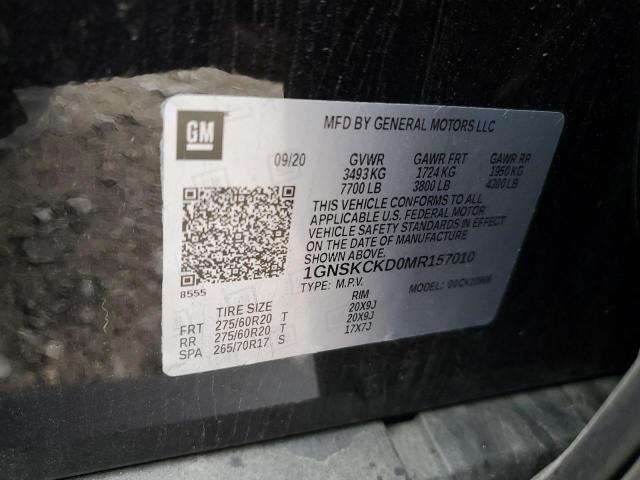 GM
MFD BY GENERAL MOTORS LLC
09/20 GVWR GAWR FRT GAWR RR
3493 KG 1724 KG 1950 KG
7700 LB 3800 LB 4300 LB
THIS VEHICLE CONFORMS TO ALL
APPLICABLE U.S. FEDERAL MOTOR
VEHICLE SAFETY STANDARDS IN EFFECT ON THE DATE OF MANUFACTURE
SHOWN ABOVE.
1GNSKCKD0MR157010
8555
TYPE: M.P.V. MODEL:
TIRE SIZE RIM
FRT 275/60R20 T 20X9J
RR 275/60R20 T 20X9J
SPA 265/70R17 S 17X7J